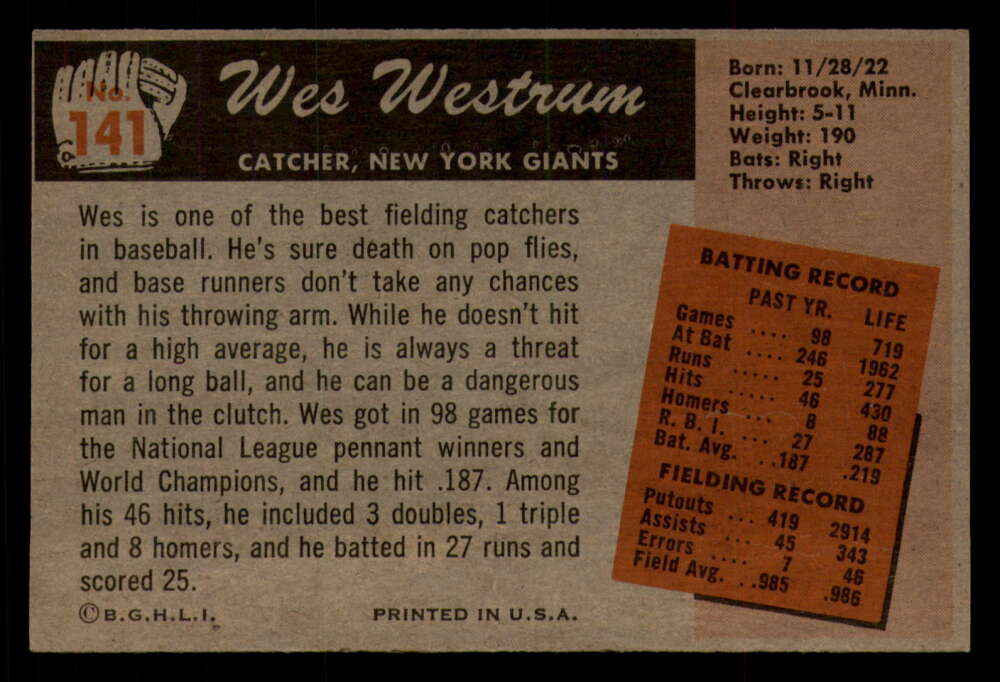 No.
141
Wes Westrum
CATCHER, NEW YORK GIANTS
Born: 11/28/22
Clearbrook, Minn.
Height: 5-11
Weight: 190
Bats: Right
Throws: Right
Wes is one of the best fielding catchers
in baseball. He's sure death on pop flies,
and base runners don't take any chances
with his throwing arm. While he doesn't hit
for a high average, he is always a threat
for a long ball, and he can be a dangerous
man in the clutch. Wes got in 98 games for
the National League pennant winners and
World Champions, and he hit .187. Among
his 46 hits, he included 3 doubles, 1 triple
and 8 homers, and he batted in 27 runs and
scored 25.
©B.G.H.L.I. PRINTED IN U.S.A.
BATTING RECORD
PAST YR. LIFE
Games .... 98 719
At Bat .... 246 1962
Runs ..... 25 277
Hits ..... 46 430
Homers ... 8 88
R. B. I. ... 27 287
Bat. Avg. . .187 .219
FIELDING RECORD
Putouts ... 419 2914
Assists ... 45 343
Errors .... 7 46
Field Avg. . .985 .986